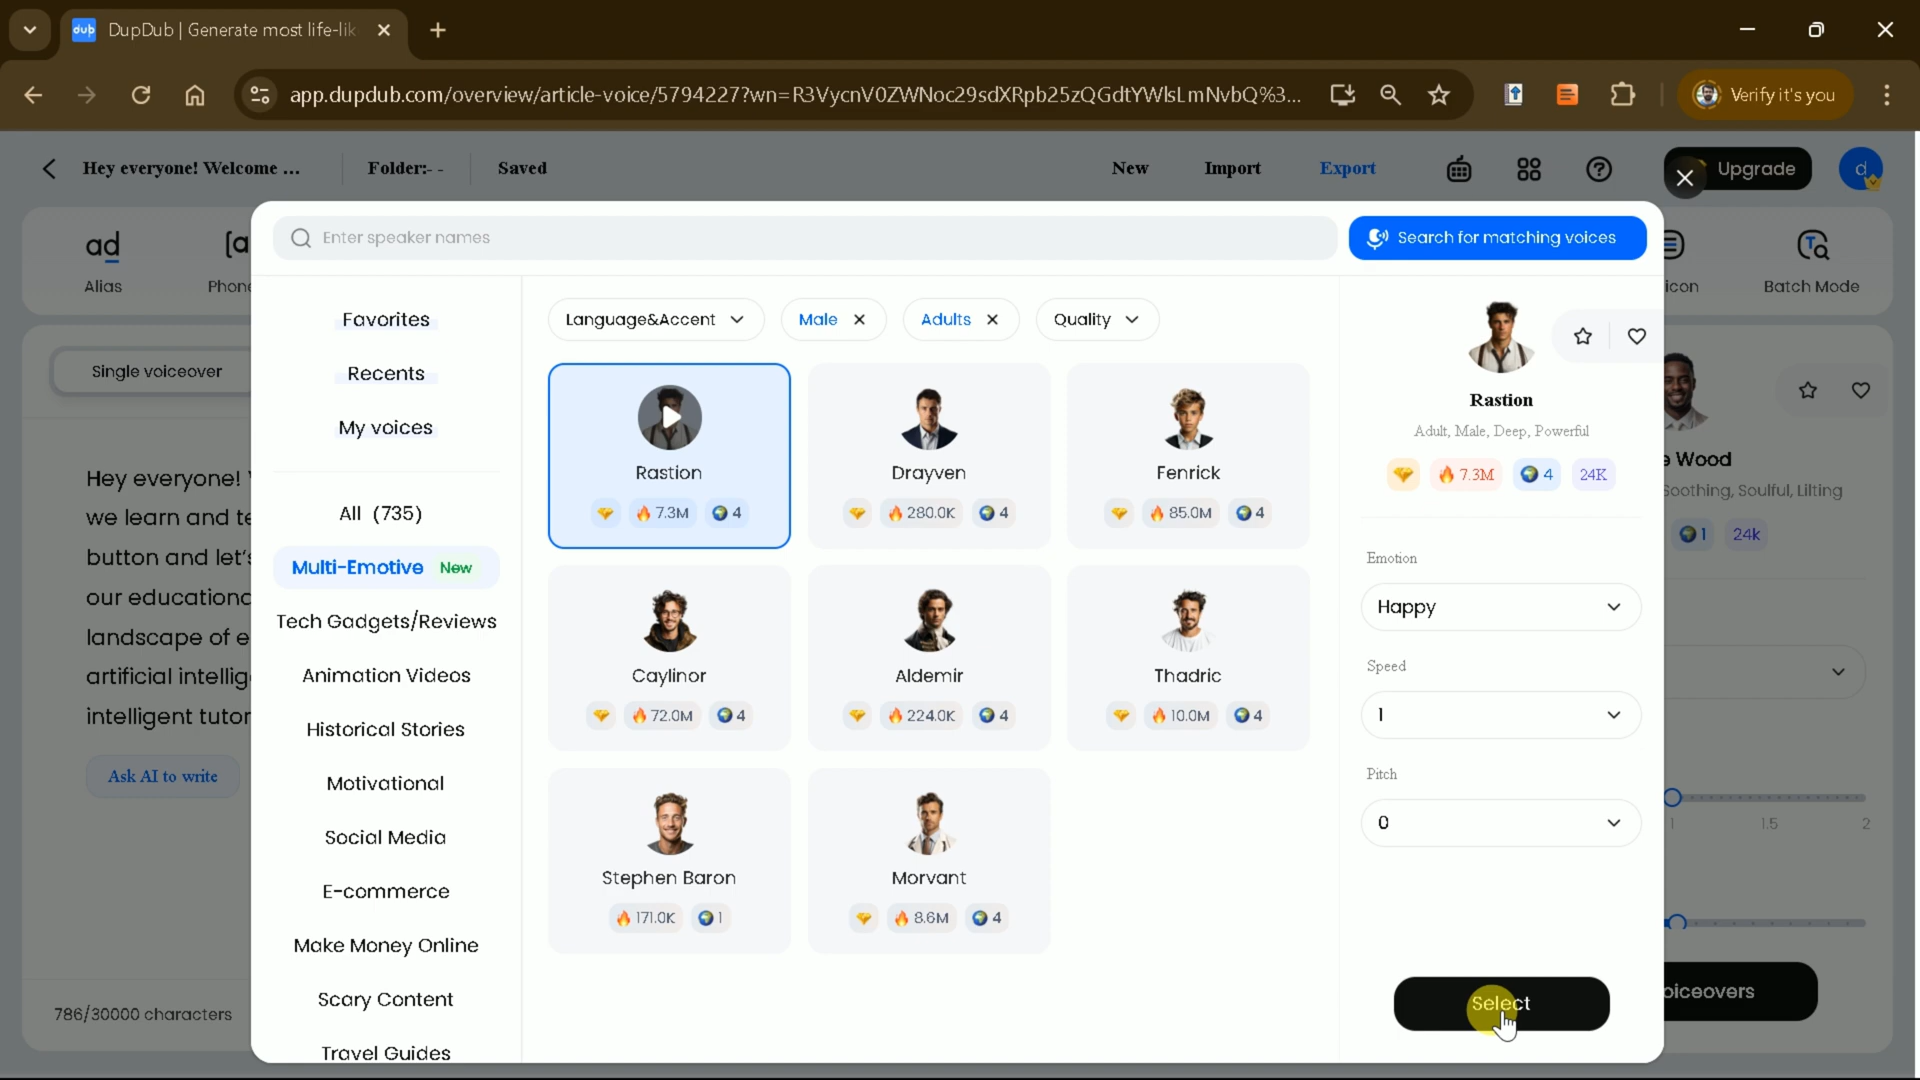 dub DupDub | Generate most life-lik
app.dupdub.com/overview/article-voice/5794227?wn=R3VycnV0ZWNoc29sdXRpb25zQGdtYWlsLmNvbQ%3...
Verify it's you
Hey everyone! Welcome ...
Folder:- -
Saved
New
Import
Export
Upgrade
d
Enter speaker names
Search for matching voices
ad
Alias
Phone
icon
Batch Mode
Single voiceover
Hey everyone!
we learn and te
button and let's
our educationa
landscape of e
artificial intellig
intelligent tutor
Ask AI to write
786/30000 characters
Favorites
Recents
My voices
All (735)
Multi-Emotive New
Tech Gadgets/Reviews
Animation Videos
Historical Stories
Motivational
Social Media
E-commerce
Make Money Online
Scary Content
Travel Guides
Language&Accent
Male
Adults
Quality
Rastion
7.3M 4
Drayven
280.0K 4
Fenrick
85.0M 4
Caylinor
72.0M 4
Aldemir
224.0K 4
Thadric
10.0M 4
Stephen Baron
171.0K 1
Morvant
8.6M 4
Rastion
Adult, Male, Deep, Powerful
7.3M 4 24K
Emotion
Happy
Speed
1
Pitch
0
Select
e Wood
Soothing, Soulful, Lilting
1 24k
1 1.5 2
oiceovers